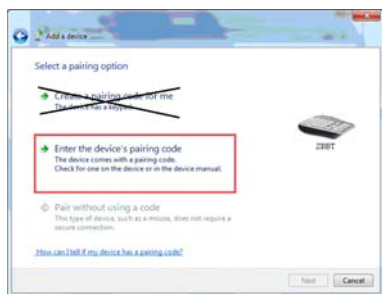 Add a device
Select a pairing option
Create a pairing code for me
The device has a keypad.
Enter the device's pairing code
The device comes with a pairing code.
Check for one on the device or in the device manual.
Pair without using a code
This type of device, such as a mouse, does not require a
secure connection.
How can I tell if my device has a pairing code?
Next Cancel